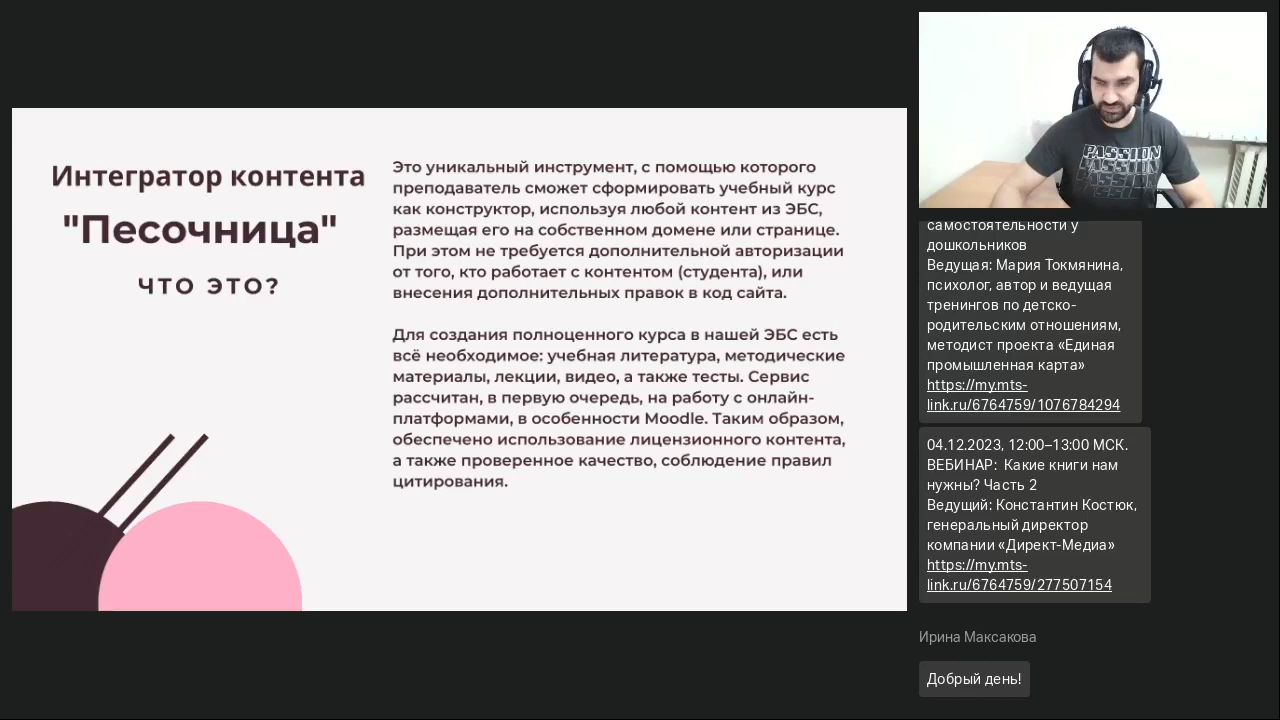 Интегратор контента
"Песочница"
ЧТО ЭТО?
Это уникальный инструмент, с помощью которого
преподаватель сможет сформировать учебный курс
как конструктор, используя любой контент из ЭБС,
размещая его на собственном домене или странице.
При этом не требуется дополнительной авторизации
от того, кто работает с контентом (студента), или
внесения дополнительных правок в код сайта.
Для создания полноценного курса в нашей ЭБС есть
всё необходимое: учебная литература, методические
материалы, лекции, видео, а также тесты. Сервис
рассчитан, в первую очередь, на работу с онлайн-
платформами, в особенности Moodle. Таким образом,
обеспечено использование лицензионного контента,
а также проверенное качество, соблюдение правил
цитирования.
PASSION
PASSION
самостоятельности у
дошкольников
Ведущая: Мария Токмянина,
психолог, автор и ведущая
тренингов по детско-
родительским отношениям,
методист проекта «Единая
промышленная карта»
https://my.mts-
link.ru/6764759/1076784294
04.12.2023, 12:00–13:00 МСК.
ВЕБИНАР: Какие книги нам
нужны? Часть 2
Ведущий: Константин Костюк,
генеральный директор
компании «Директ-Медиа»
https://my.mts-
link.ru/6764759/277507154
Ирина Максакова
Добрый день!